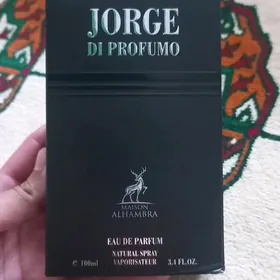 JORGE
DI PROFUMO
MAISON
ALHAMBRA
EAU DE PARFUM
NATURAL SPRAY
℮ 100ml VAPORISATEUR 3.4 FL.OZ.